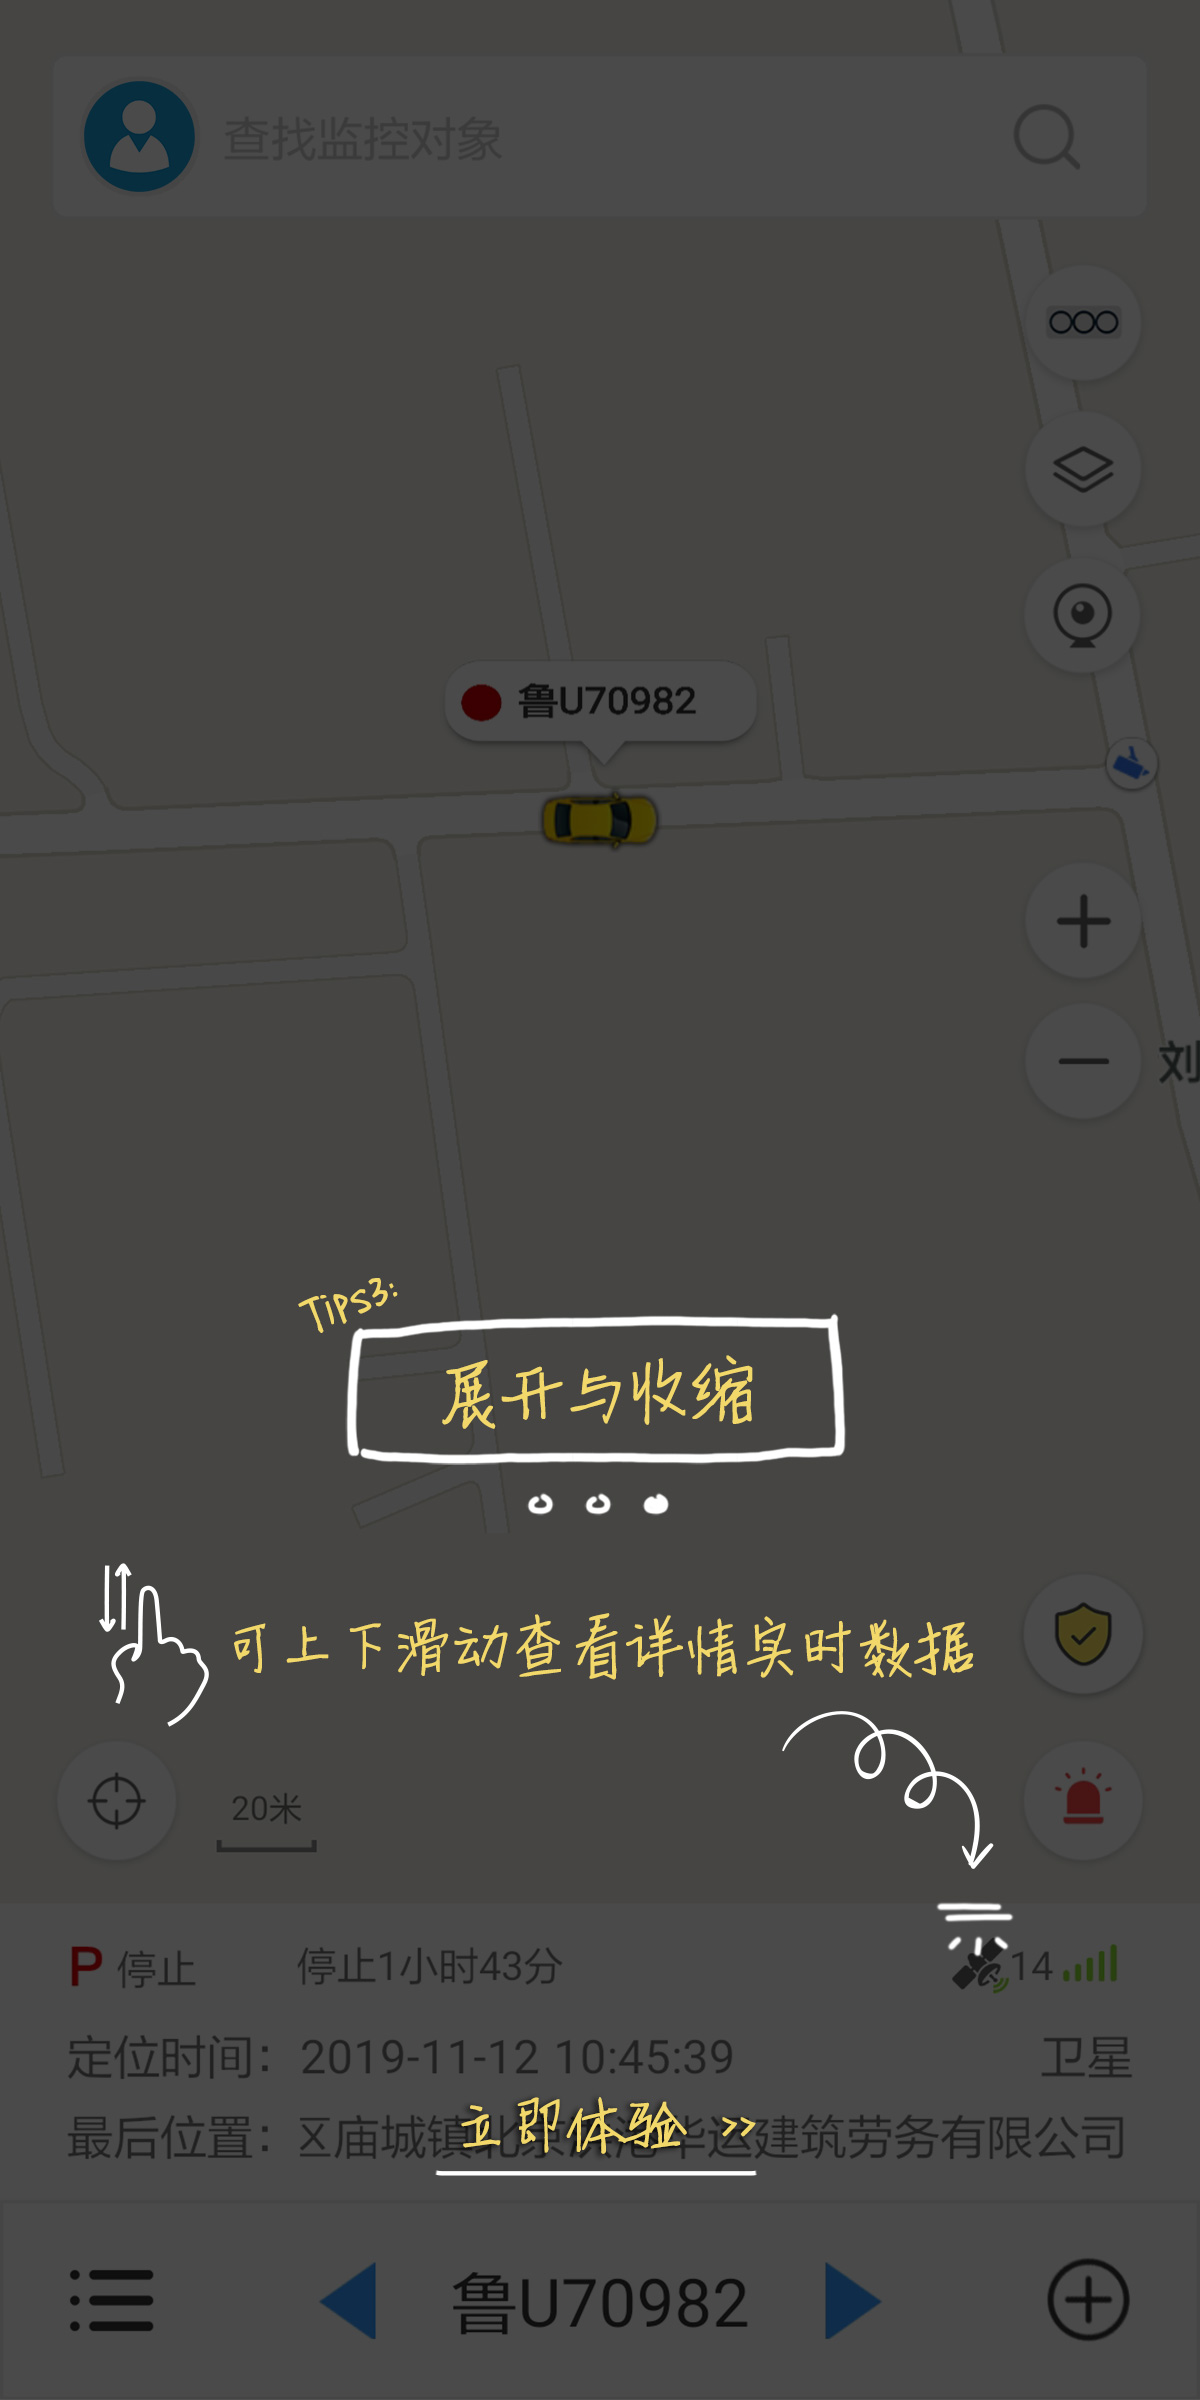 查找监控对象
鲁U70982
刘
Tips3:
展开与收缩
可上下滑动查看详情实时数据
20米
P 停止 停止1小时43分 14
定位时间： 2019-11-12 10:45:39 卫星
最后位置： 区庙城镇北 华运建筑劳务有限公司
立即体验 >>
鲁U70982